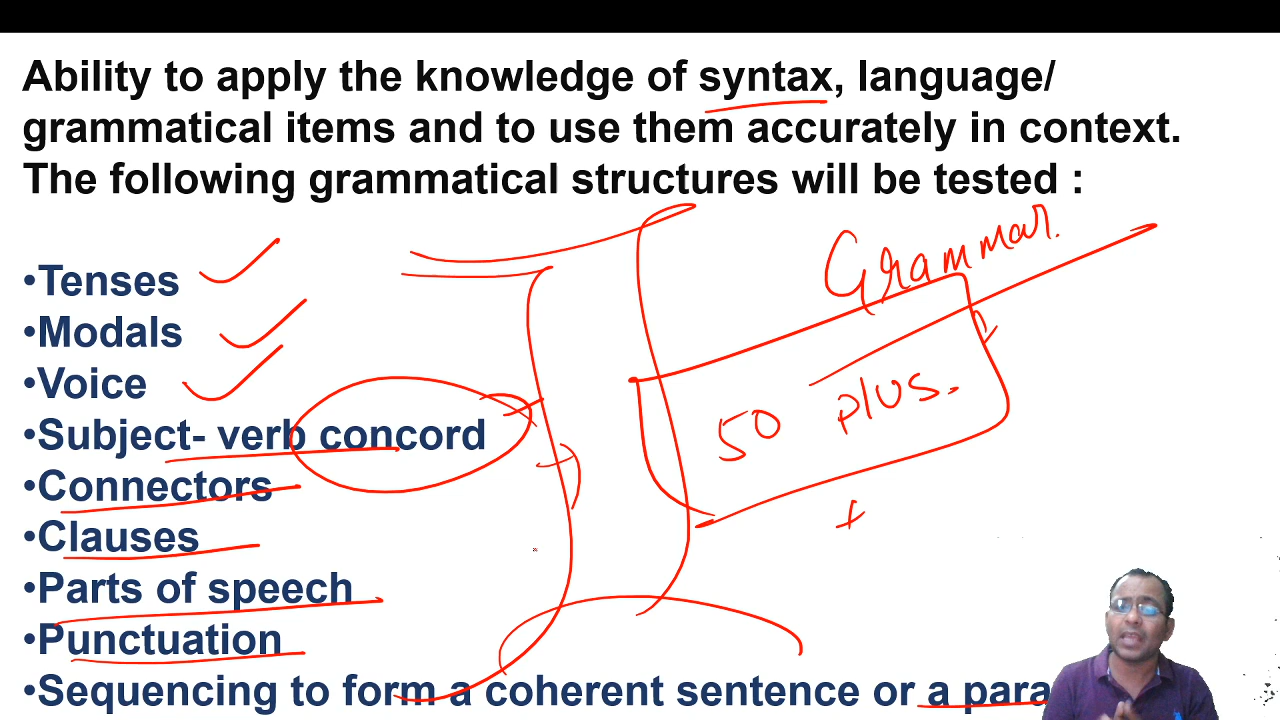 Ability to apply the knowledge of syntax, language/
grammatical items and to use them accurately in context.
The following grammatical structures will be tested :
Grammar.
•Tenses
•Modals
•Voice
50 plus.
•Subject- verb concord
•Connectors
•Clauses
•Parts of speech
•Punctuation
•Sequencing to form a coherent sentence or a para